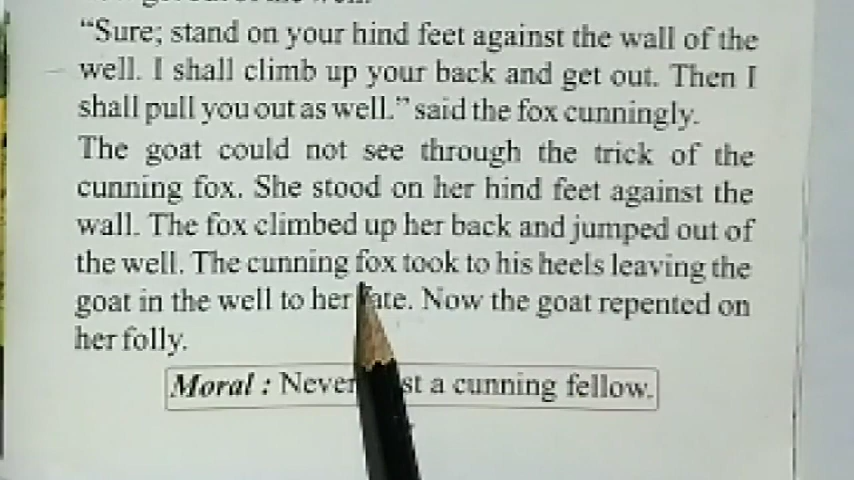 "Sure; stand on your hind feet against the wall of the
well. I shall climb up your back and get out. Then I
shall pull you out as well." said the fox cunningly.
The goat could not see through the trick of the
cunning fox. She stood on her hind feet against the
wall. The fox climbed up her back and jumped out of
the well. The cunning fox took to his heels leaving the
goat in the well to her fate. Now the goat repented on
her folly.
Moral : Never st a cunning fellow.